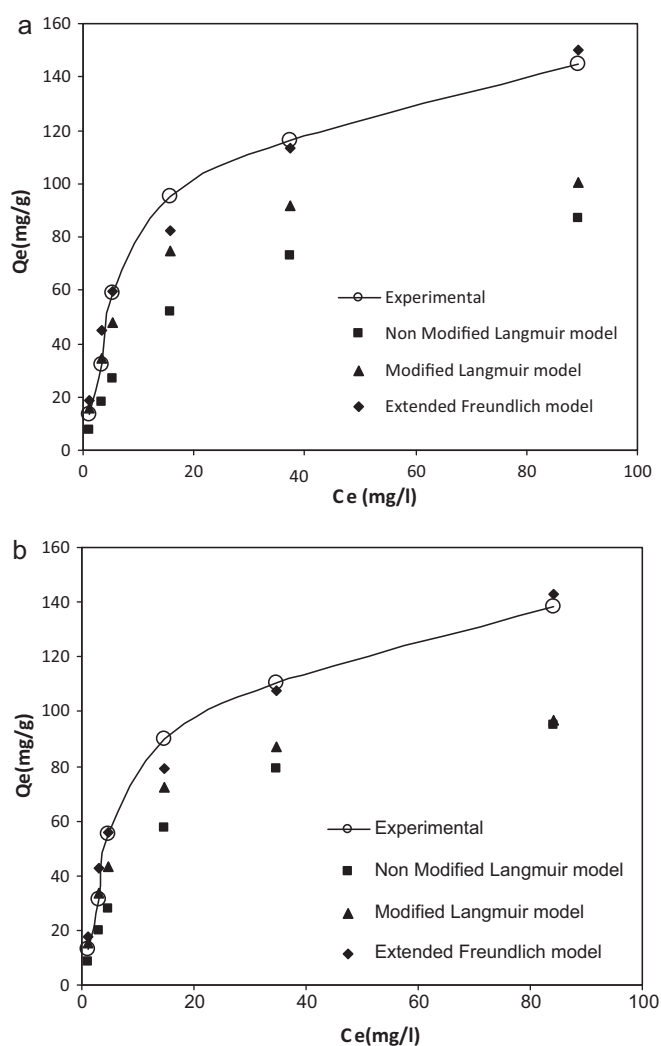 a
160
140
120
100
80
60
40
20
0
Qe(mg/g)
Experimental
Non Modified Langmuir model
Modified Langmuir model
Extended Freundlich model
0 20 40 60 80 100
Ce (mg/l)
b
160
140
120
100
80
60
40
20
0
Qe(mg/g)
Experimental
Non Modified Langmuir model
Modified Langmuir model
Extended Freundlich model
0 20 40 60 80 100
Ce(mg/l)